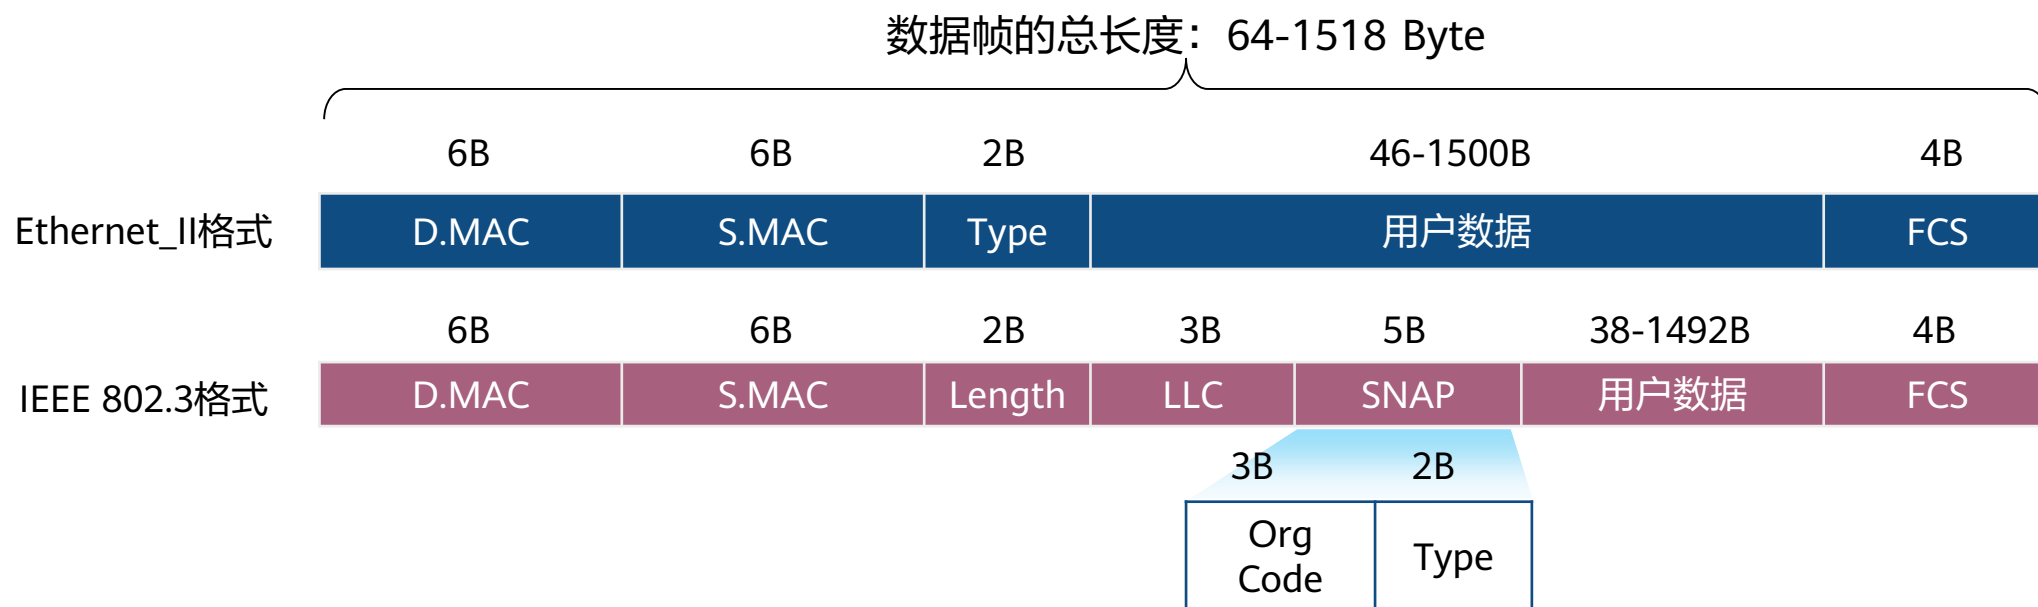 数据帧的总长度：64-1518 Byte
6B 6B 2B 46-1500B 4B
Ethernet_II格式 D.MAC S.MAC Type 用户数据 FCS
6B 6B 2B 3B 5B 38-1492B 4B
IEEE 802.3格式 D.MAC S.MAC Length LLC SNAP 用户数据 FCS
3B 2B
Org
Code
Type